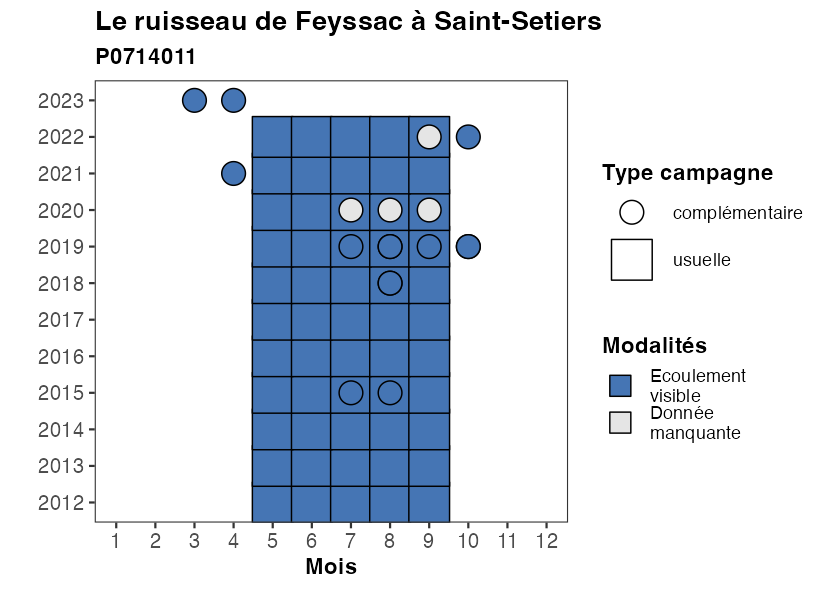 Le ruisseau de Feyssac à Saint-Setiers
P0714011
2023
2022
2021
2020
2019
2018
2017
2016
2015
2014
2013
2012
1 2 3 4 5 6 7 8 9 10 11 12
Mois
Type campagne
complémentaire
usuelle
Modalités
Ecoulement
visible
Donnée
manquante